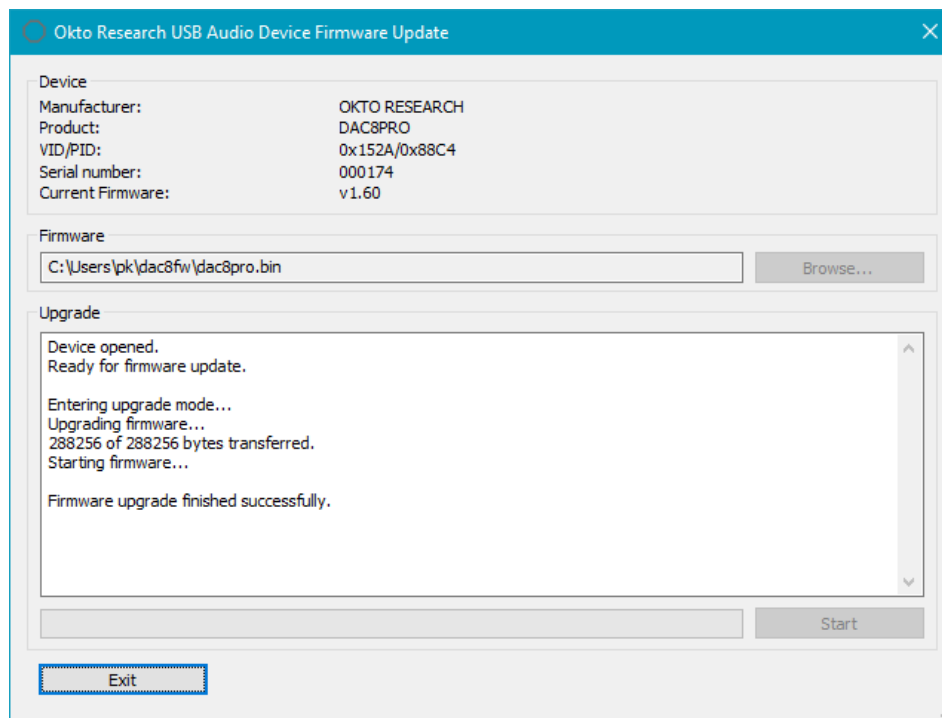 Okto Research USB Audio Device Firmware Update
Device
Manufacturer: OKTO RESEARCH
Product: DAC8PRO
VID/PID: 0x152A/0x88C4
Serial number: 000174
Current Firmware: v1.60
Firmware
C:\Users\pk\dac8fw\dac8pro.bin Browse...
Upgrade
Device opened.
Ready for firmware update.
Entering upgrade mode...
Upgrading firmware...
288256 of 288256 bytes transferred.
Starting firmware...
Firmware upgrade finished successfully.
Start
Exit